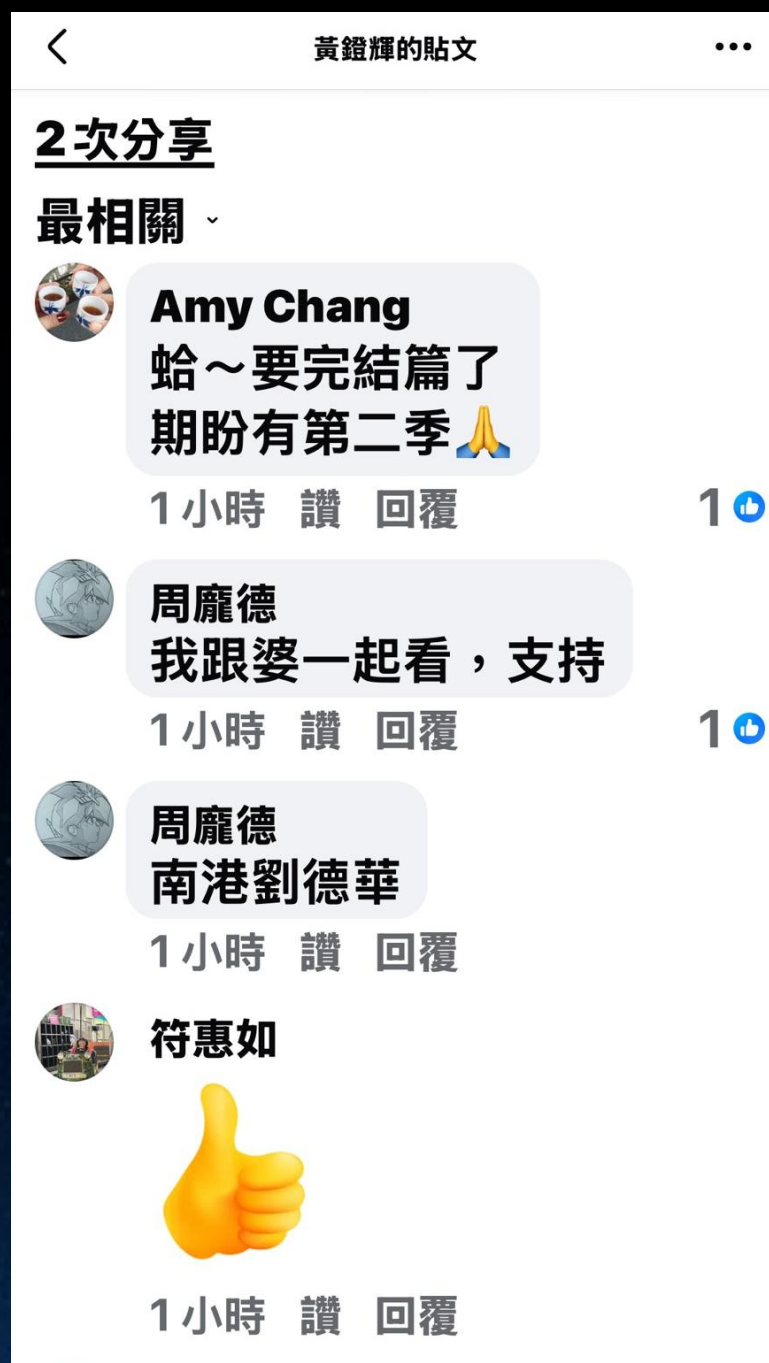 黃鐙輝的貼文
2次分享
最相關
Amy Chang
蛤～要完結篇了
期盼有第二季🙏
1小時 讚 回覆 1
周龐德
我跟婆一起看，支持
1小時 讚 回覆 1
周龐德
南港劉德華
1小時 讚 回覆
符惠如
1小時 讚 回覆